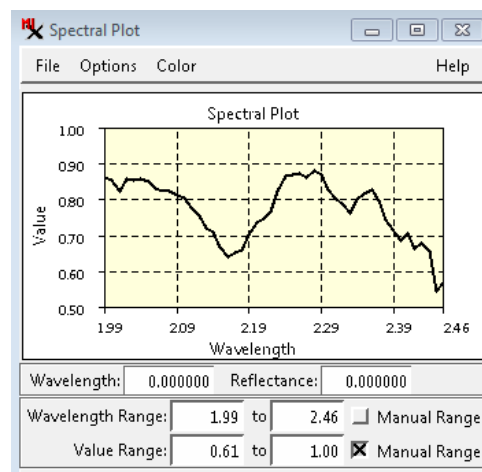 Spectral Plot
File Options Color Help
Spectral Plot
1.00
0.90
0.80
0.70
0.60
0.50
Value
1.99 2.09 2.19 2.29 2.39 2.46
Wavelength
Wavelength: 0.000000 Reflectance: 0.000000
Wavelength Range: 1.99 to 2.46 Manual Range
Value Range: 0.61 to 1.00 Manual Range